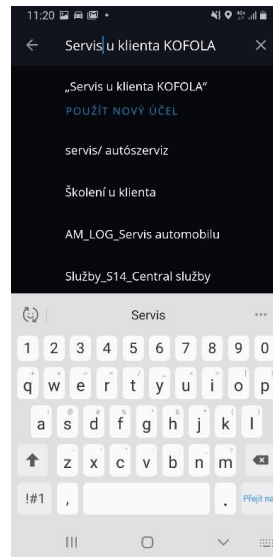 11:20
Servis u klienta KOFOLA
„Servis u klienta KOFOLA“
POUŽÍT NOVÝ ÚČEL
servis/ autószerviz
Školení u klienta
AM_LOG_Servis automobilu
Služby_S14_Central služby
Servis
1 2 3 4 5 6 7 8 9 0
q w e r t y u i o p
a s d f g h j k l
z x c v b n m
!#1 , . Přejít na